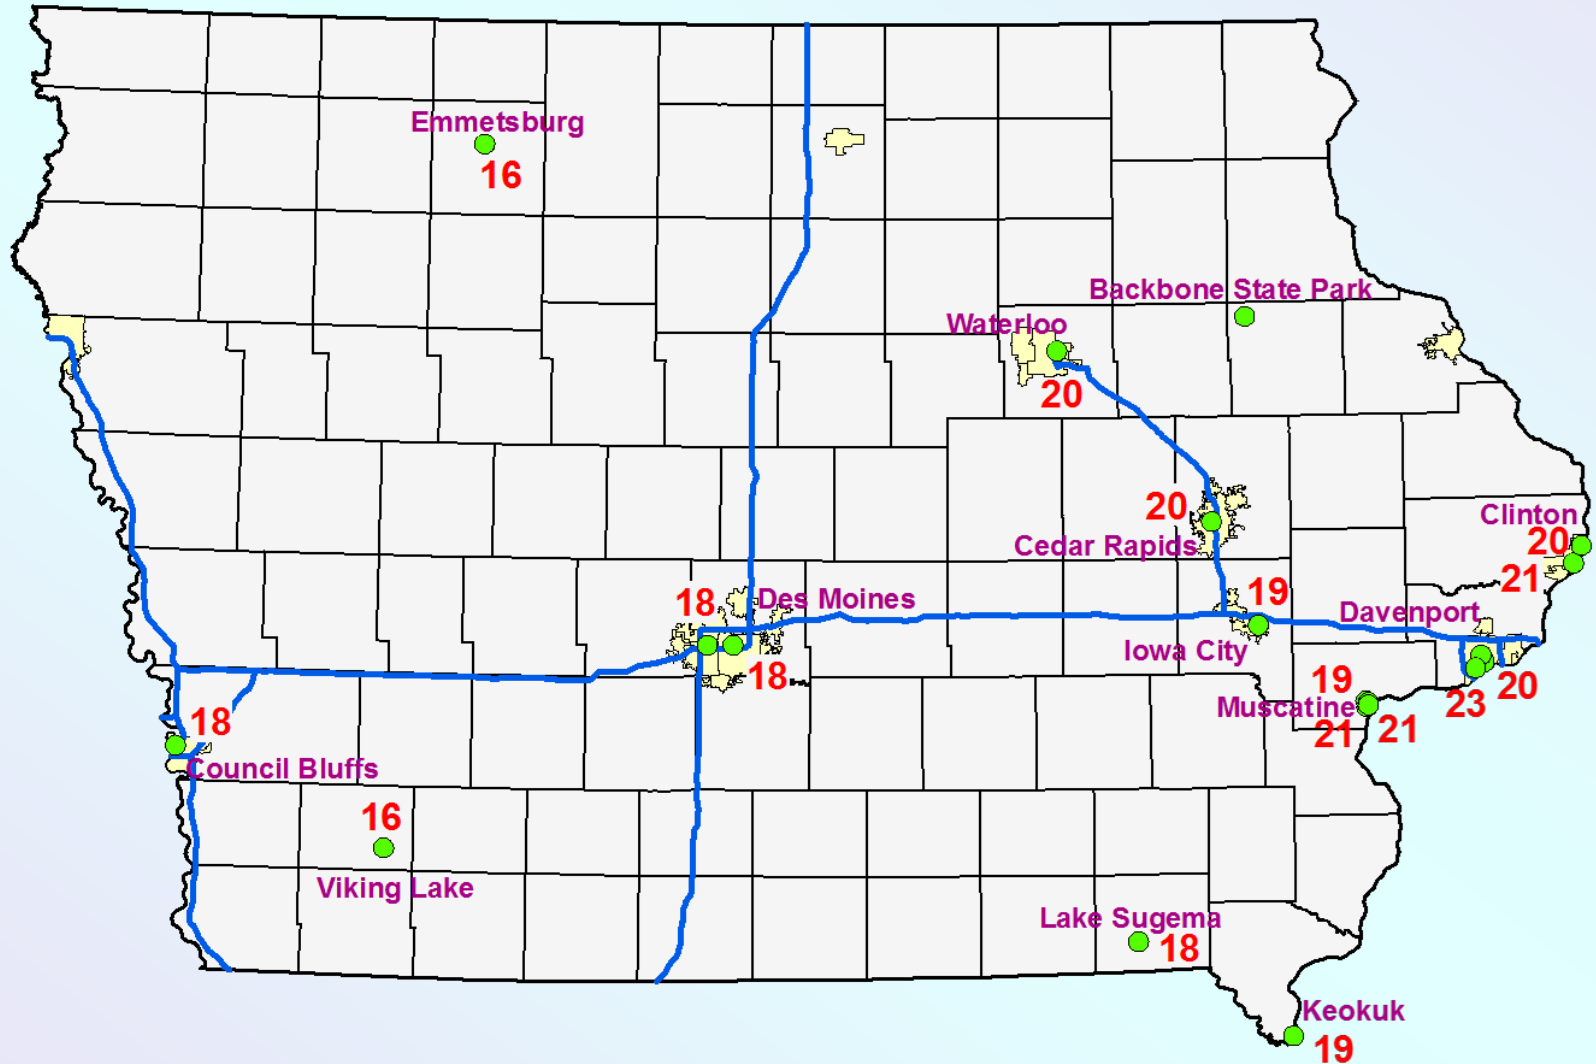 Emmetsburg
16
Backbone State Park
Waterloo
20
20
Cedar Rapids
Clinton
20
21
18
Des Moines
18
19
Iowa City
Davenport
23
20
19
Muscatine
21
21
18
Council Bluffs
16
Viking Lake
Lake Sugema
18
Keokuk
19